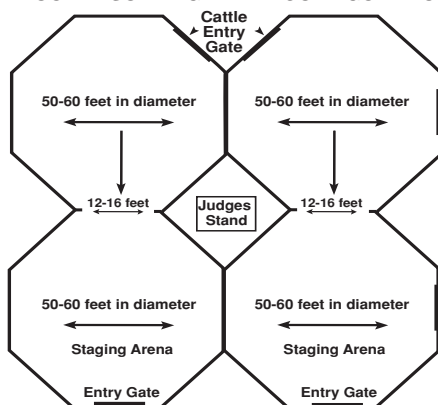 Cattle
Entry
Gate
50-60 feet in diameter
50-60 feet in diameter
12-16 feet
Judges
Stand
12-16 feet
50-60 feet in diameter
50-60 feet in diameter
Staging Arena
Staging Arena
Entry Gate
Entry Gate